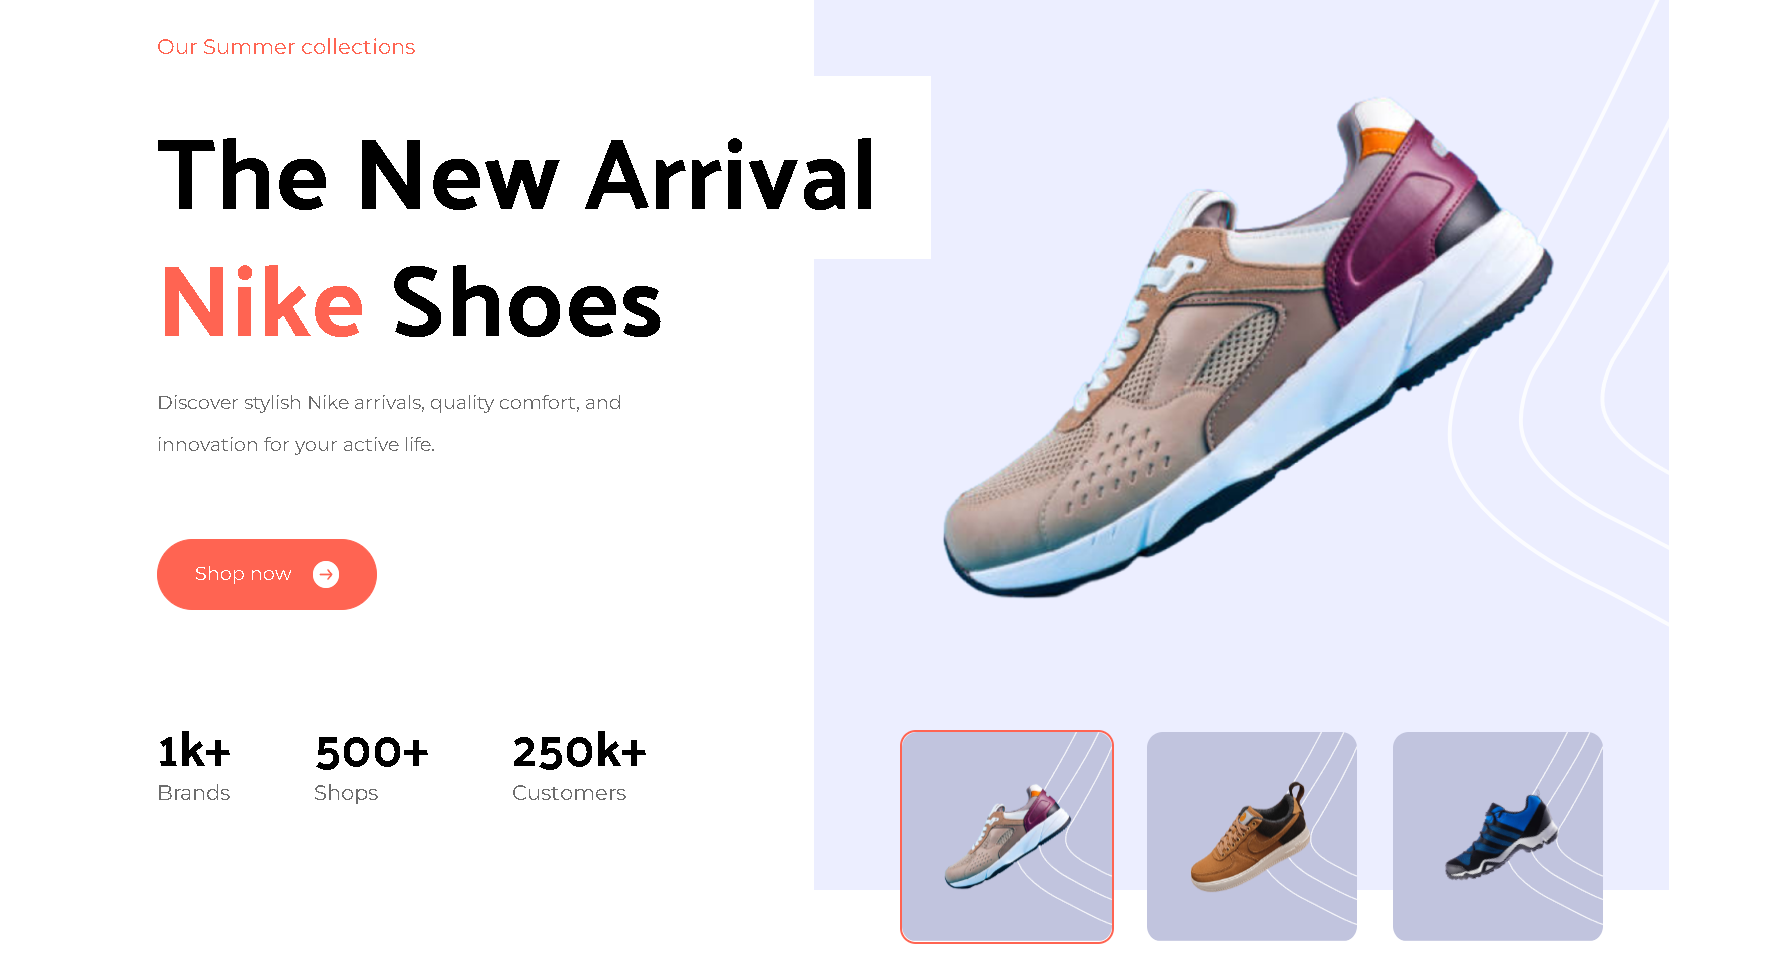 Our Summer collections
The New Arrival
Nike Shoes
Discover stylish Nike arrivals, quality comfort, and
innovation for your active life.
Shop now
1k+ 500+ 250k+
Brands Shops Customers